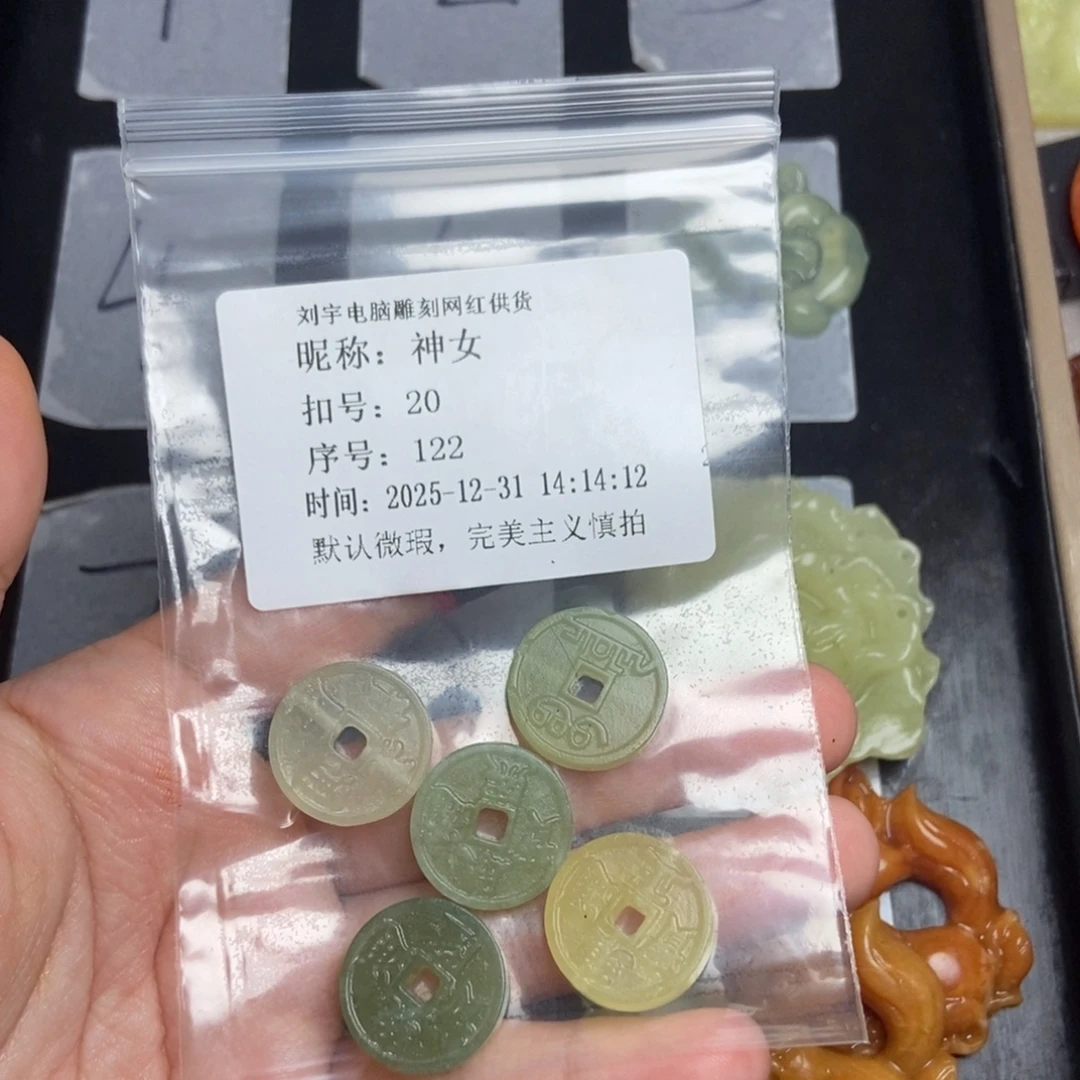 刘宇电脑雕刻网红供货
昵称：神女
扣号：20
序号：122
时间：2025-12-31 14:14:12
默认微瑕，完美主义慎拍